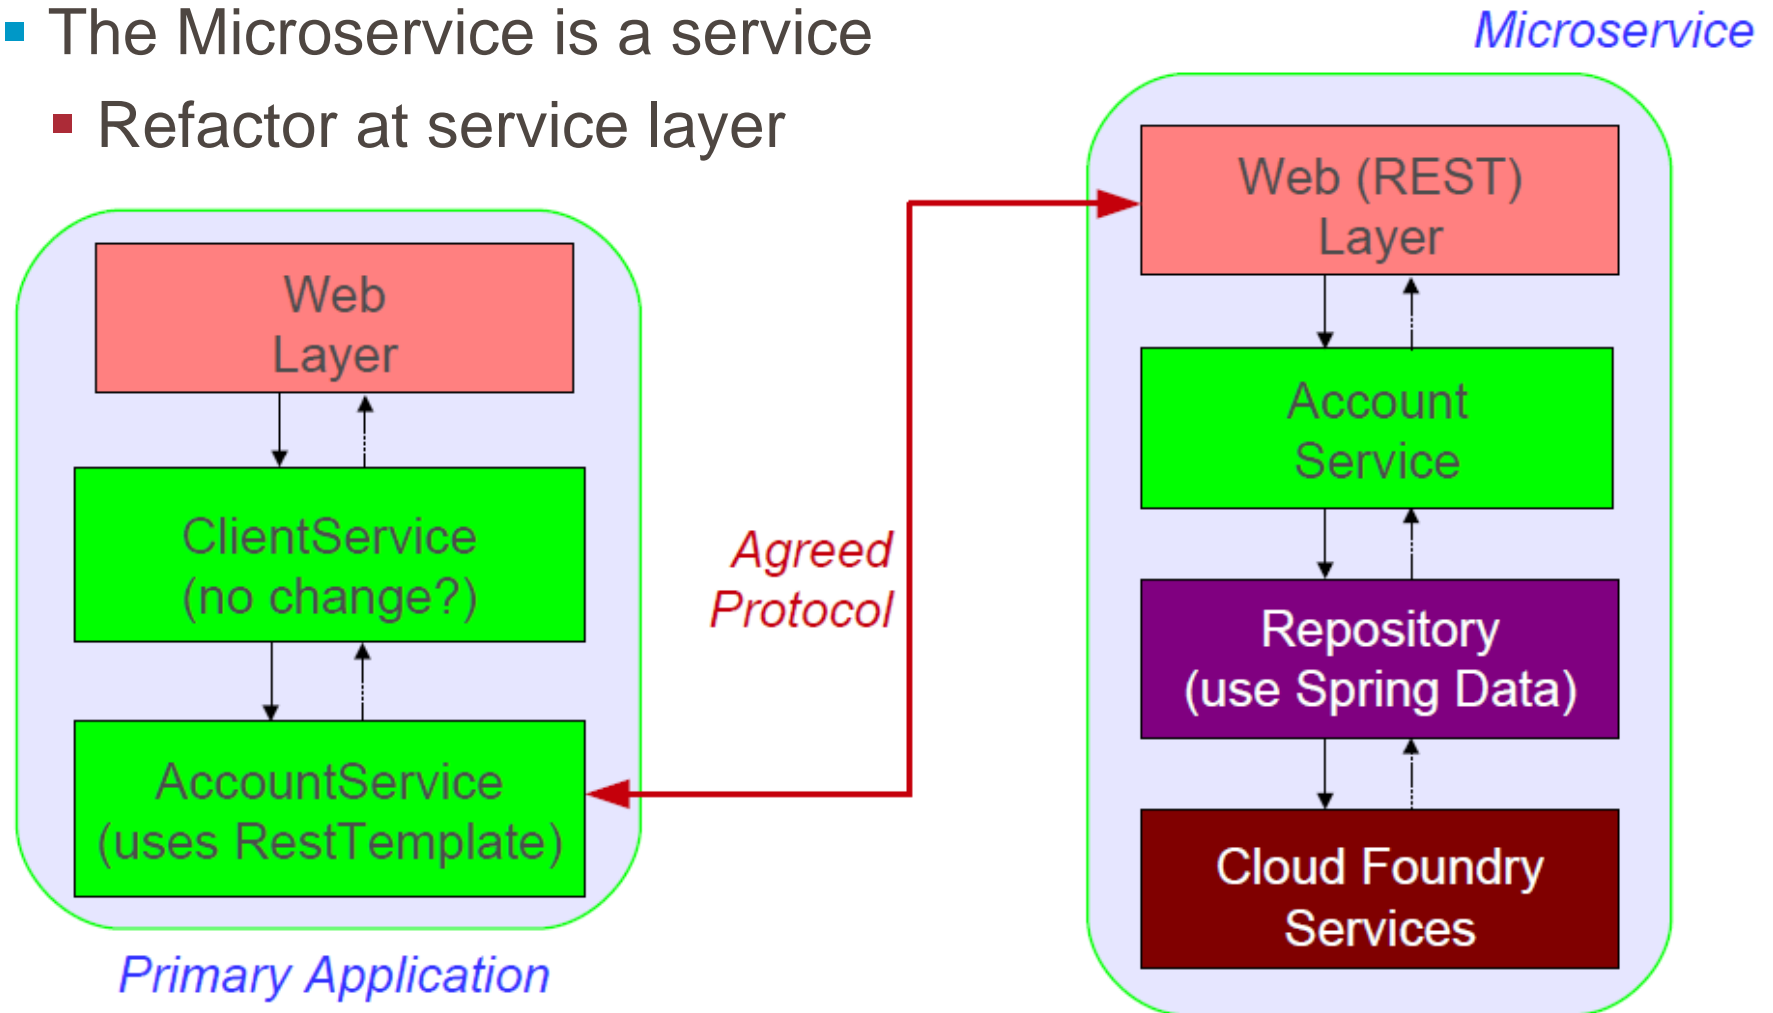 The Microservice is a service
Refactor at service layer
Microservice
Web
Layer
ClientService
(no change?)
AccountService
(uses RestTemplate)
Primary Application
Agreed
Protocol
Web (REST)
Layer
Account
Service
Repository
(use Spring Data)
Cloud Foundry
Services